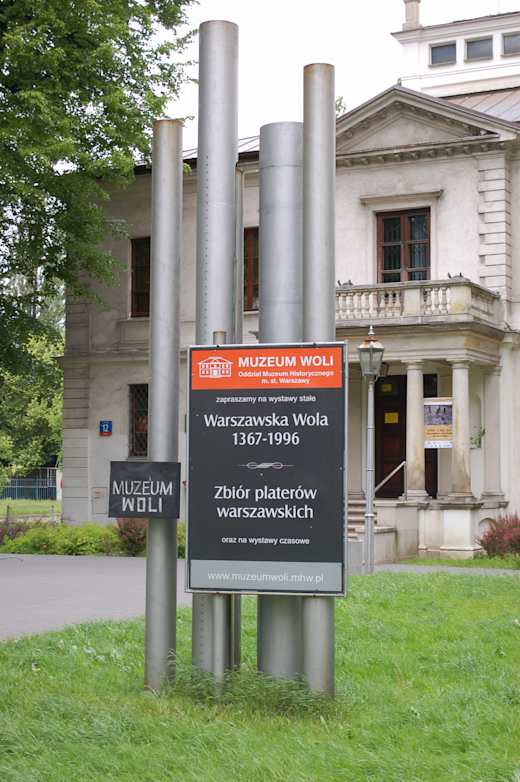 MUZEUM WOLI
Oddział Muzeum Historycznego
m. st. Warszawy
zapraszamy na wystawy stałe
Warszawska Wola
1367-1996
Zbiór platerów
warszawskich
oraz na wystawy czasowe
www.muzeumwoli.mhw.pl
MUZEUM
WOLI
12